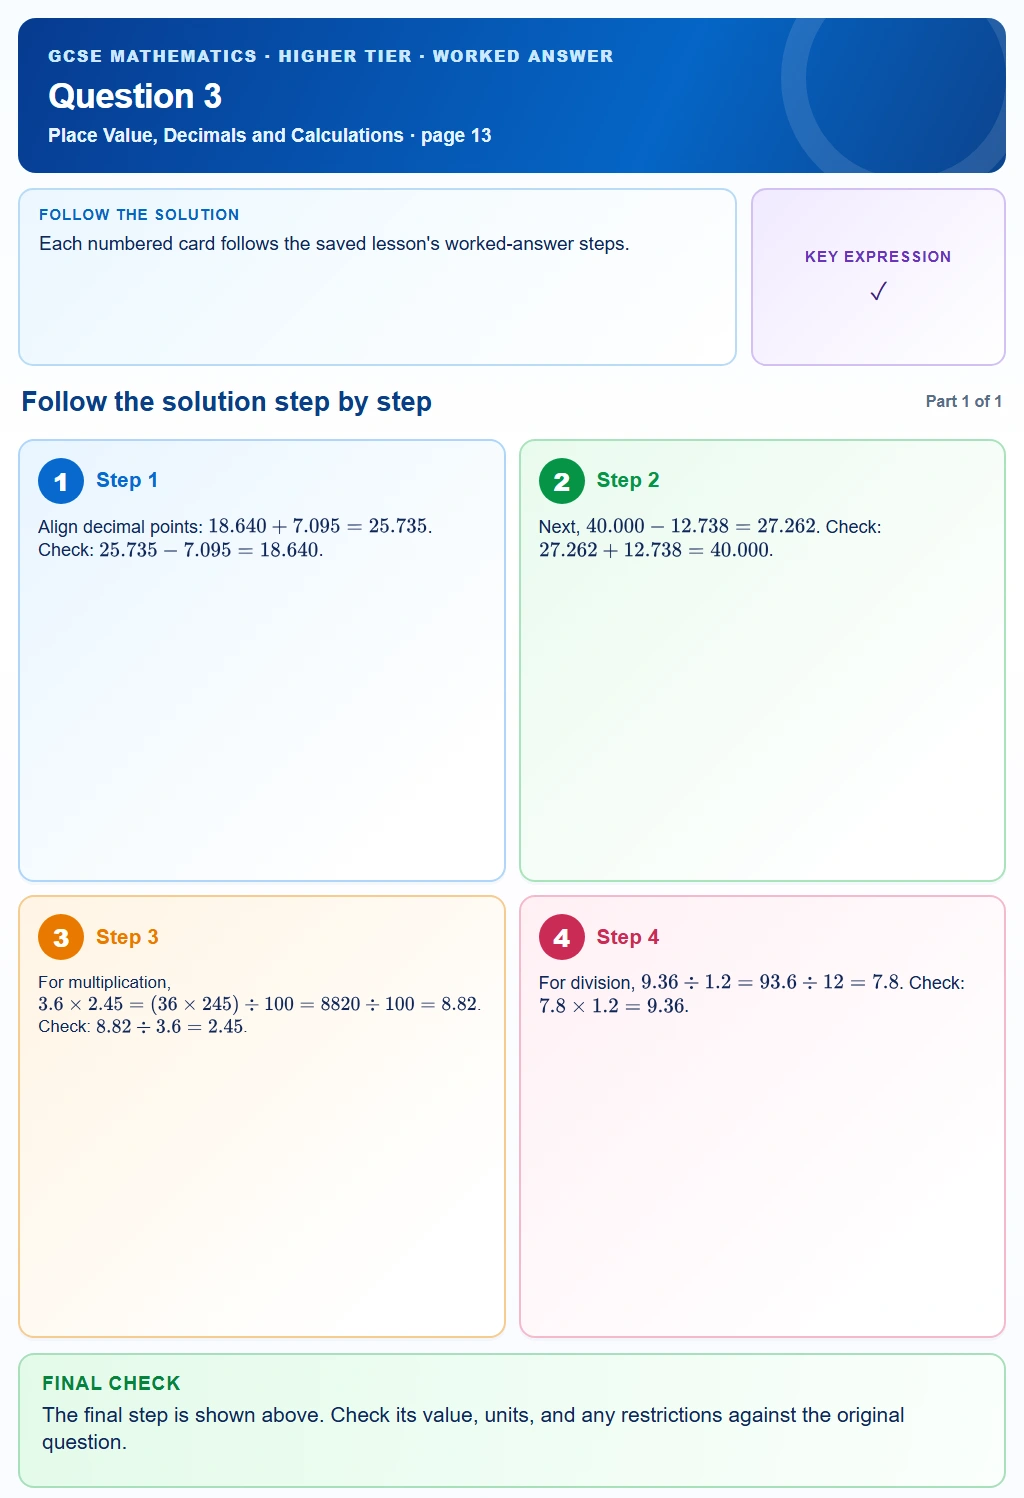 GCSE MATHEMATICS · HIGHER TIER · WORKED ANSWER
Question 3
Place Value, Decimals and Calculations · page 13
FOLLOW THE SOLUTION
Each numbered card follows the saved lesson's worked-answer steps.
KEY EXPRESSION
✓
Follow the solution step by step
Part 1 of 1
1 Step 1
Align decimal points: 18.640 + 7.095 = 25.735.
Check: 25.735 − 7.095 = 18.640.
2 Step 2
Next, 40.000 − 12.738 = 27.262. Check:
27.262 + 12.738 = 40.000.
3 Step 3
For multiplication,
3.6 × 2.45 = (36 × 245) ÷ 100 = 8820 ÷ 100 = 8.82.
Check: 8.82 ÷ 3.6 = 2.45.
4 Step 4
For division, 9.36 ÷ 1.2 = 93.6 ÷ 12 = 7.8. Check:
7.8 × 1.2 = 9.36.
FINAL CHECK
The final step is shown above. Check its value, units, and any restrictions against the original
question.